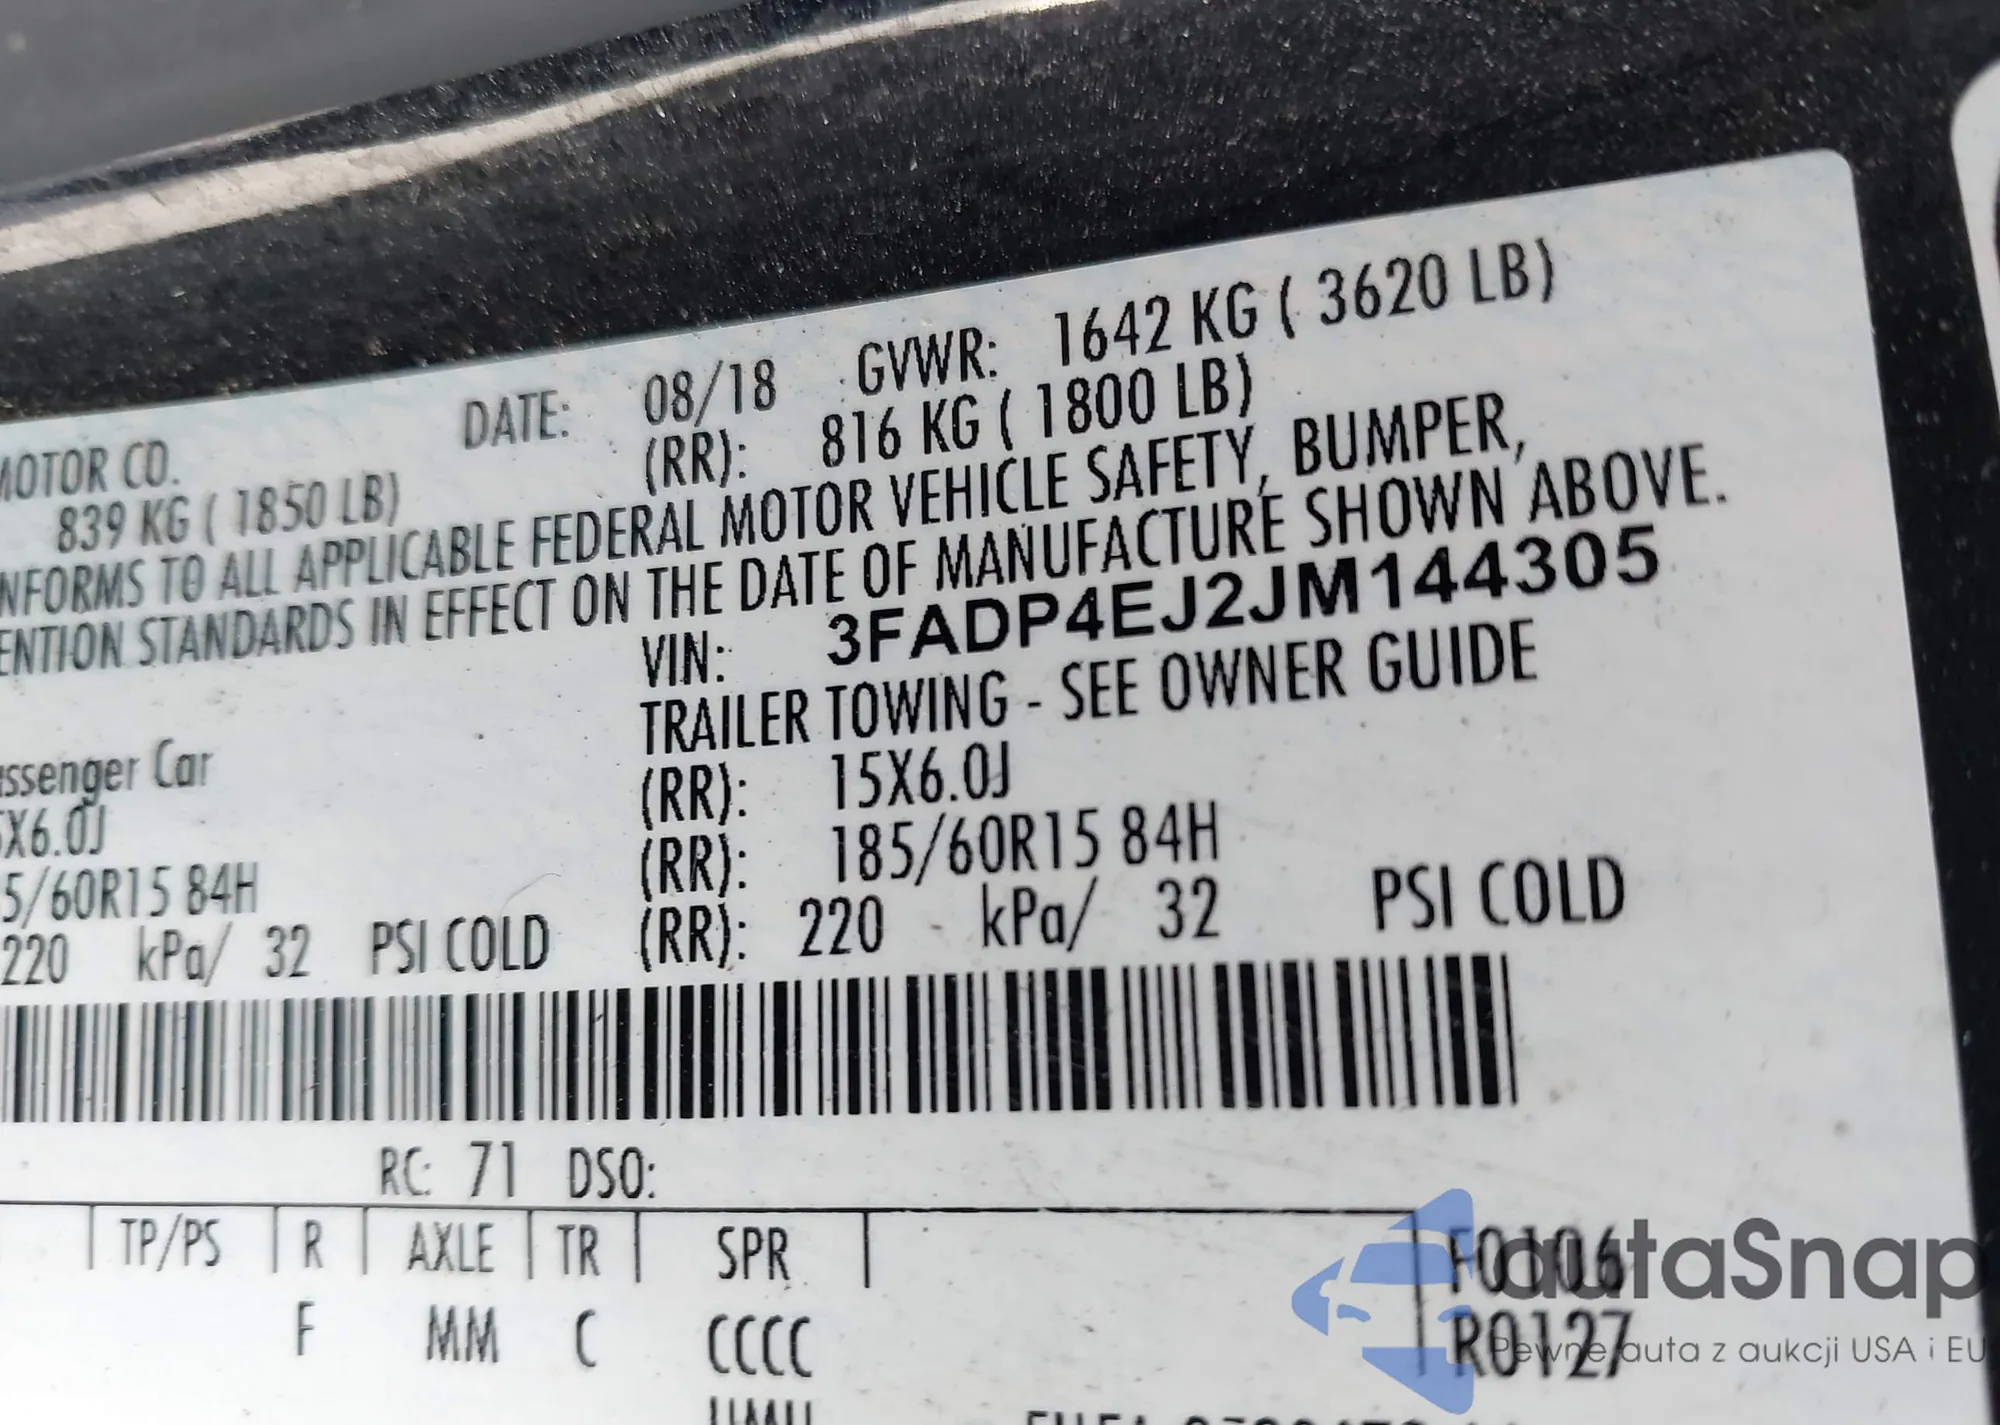 MOTOR CO. DATE: 08/18 GVWR: 1642 KG ( 3620 LB)
839 KG ( 1850 LB) (RR): 816 KG ( 1800 LB)
NFORMS TO ALL APPLICABLE FEDERAL MOTOR VEHICLE SAFETY, BUMPER,
ENTION STANDARDS IN EFFECT ON THE DATE OF MANUFACTURE SHOWN ABOVE.
VIN: 3FADP4EJ2JM144305
TRAILER TOWING - SEE OWNER GUIDE
assenger Car
5X6.0J (RR): 15X6.0J
5/60R15 84H (RR): 185/60R15 84H
220 kPa/ 32 PSI COLD (RR): 220 kPa/ 32 PSI COLD
RC: 71 DSO:
TP/PS R AXLE TR SPR F0106
F MM C CCCC R0127
autaSnap
Pewne auta z aukcji USA i EU